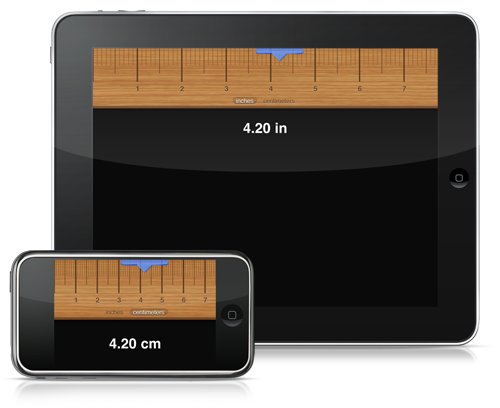 1 2 3 4 5 6 7
inches centimeters
4.20 in
1 2 3 4 5 6 7
inches centimeters
4.20 cm